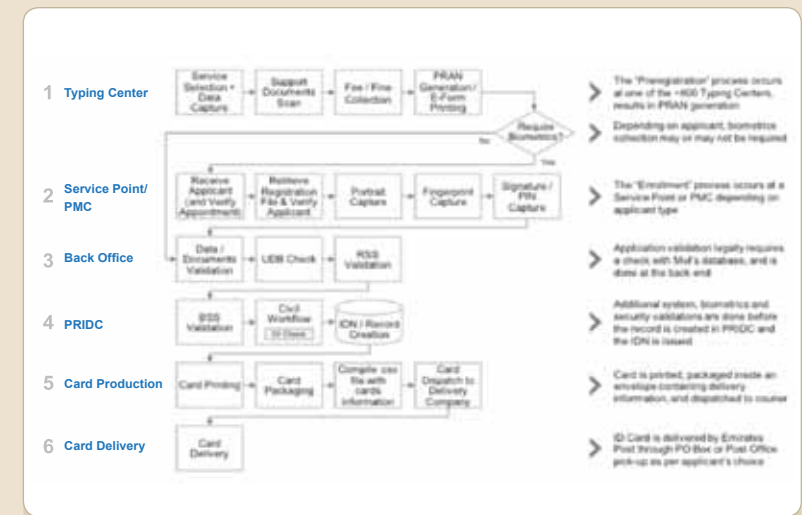 1 Typing Center
Service
Selection +
Data
Capture
Support
Documents
Scan
Fee / Fine
Collection
PRAN
Generation /
E-Form
Printing
The "Preregistration" process occurs
at one of the ~600 Typing Centers,
results in PRAN generation
Require
Biometrics?
No
Yes
Depending on applicant, biometrics
collection may or may not be required
2 Service Point/
PMC
Receive
Applicant
(and Verify
Appointment)
Retrieve
Registration
File & Verify
Applicant
Portrait
Capture
Fingerprint
Capture
Signature /
PIN
Capture
The "Enrolment" process occurs at a
Service Point or PMC depending on
applicant type
3 Back Office
Data /
Documents
Validation
UDB Check
RSS
Validation
Application validation legally requires
a check with MoI's database, and is
done at the back end
4 PRIDC
BSS
Validation
Civil
Workflow
IDN / Record
Creation
Additional system, biometrics and
security validations are done before
the record is created in PRIDC and
the IDN is issued
5 Card Production
Card Printing
Card
Packaging
Compile csv
file with
cards
information
Card
Dispatch to
Delivery
Company
Card is printed, packaged inside an
envelope containing delivery
information, and dispatched to courier
6 Card Delivery
Card
Delivery
ID Card is delivered by Emirates
Post through PO Box or Post Office
pick-up as per applicant's choice